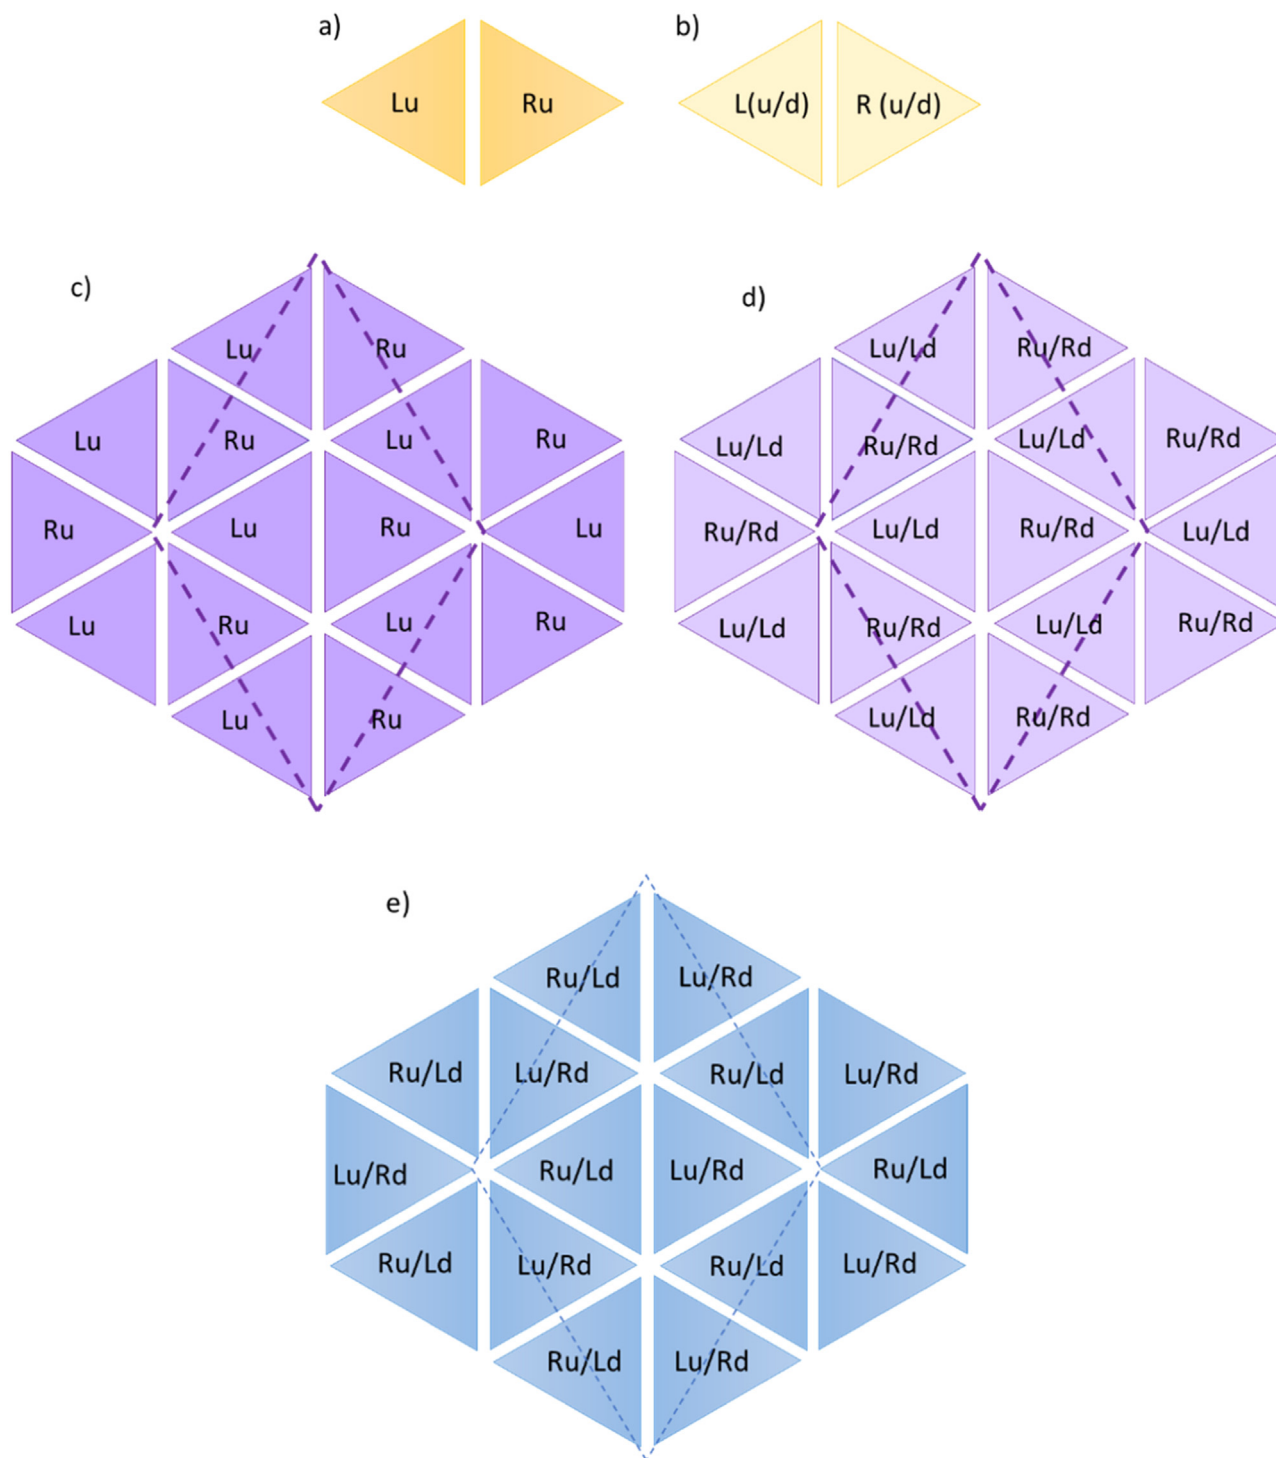 a)
b)
Lu Ru
L(u/d) R (u/d)
c)
d)
Lu Ru
Lu Ru Lu Ru
Ru Lu Ru Lu
Lu Ru Lu Ru
Lu Ru
Lu/Ld Ru/Rd
Lu/Ld Ru/Rd Lu/Ld Ru/Rd
Ru/Rd Lu/Ld Ru/Rd Lu/Ld
Lu/Ld Ru/Rd Lu/Ld Ru/Rd
Lu/Ld Ru/Rd
e)
Ru/Ld Lu/Rd
Ru/Ld Lu/Rd Ru/Ld Lu/Rd
Lu/Rd Ru/Ld Lu/Rd Ru/Ld
Ru/Ld Lu/Rd Ru/Ld Lu/Rd
Ru/Ld Lu/Rd